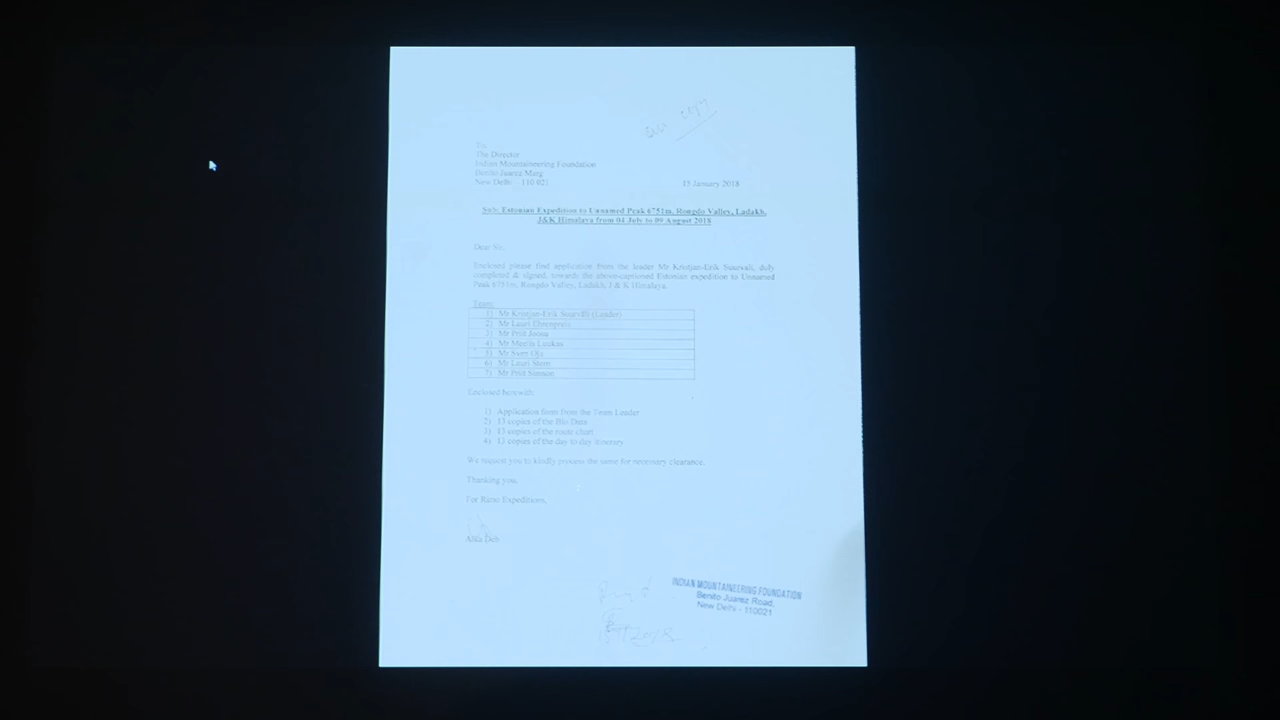 To,
The Director
Indian Mountaineering Foundation
Benito Juarez Marg
New Delhi - 110 021
15 January 2018
Sub: Estonian Expedition to Unnamed Peak 6751m, Rongdo Valley, Ladakh,
J&K Himalaya from 04 July to 09 August 2018
Dear Sir,
Enclosed please find application from the leader Mr Kristjan-Erik Suurvali, duly
completed & signed, towards the above-captioned Estonian expedition to Unnamed
Peak 6751m, Rongdo Valley, Ladakh, J & K Himalaya.
Team:
1) Mr Kristjan-Erik Suurvali (Leader)
2) Mr Lauri Ehrenpreis
3) Mr Priit Joosu
4) Mr Meelis Luukas
5) Mr Sven Oja
6) Mr Lauri Stern
7) Mr Priit Simson
Enclosed herewith:
1) Application form from the Team Leader
2) 13 copies of the Bio Data
3) 13 copies of the route chart
4) 13 copies of the day to day itinerary
We request you to kindly process the same for necessary clearance.
Thanking you,
For Rimo Expeditions,
Deb
INDIAN MOUNTAINEERING FOUNDATION
Benito Juarez Road,
New Delhi - 110021